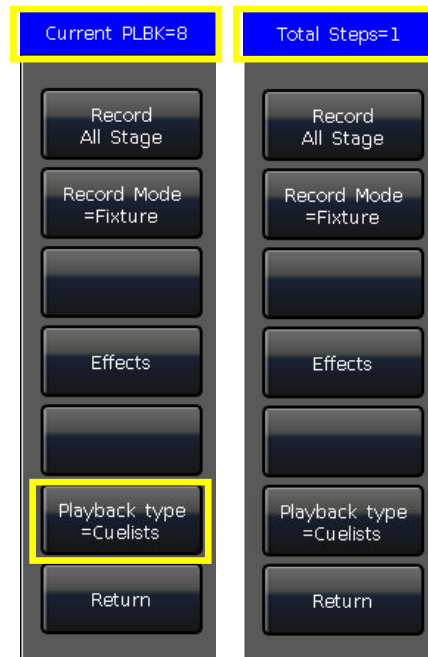 Current PLBK=8
Record
All Stage
Record Mode
=Fixture
Effects
Playback type
=Cuelists
Return
Total Steps=1
Record
All Stage
Record Mode
=Fixture
Effects
Playback type
=Cuelists
Return